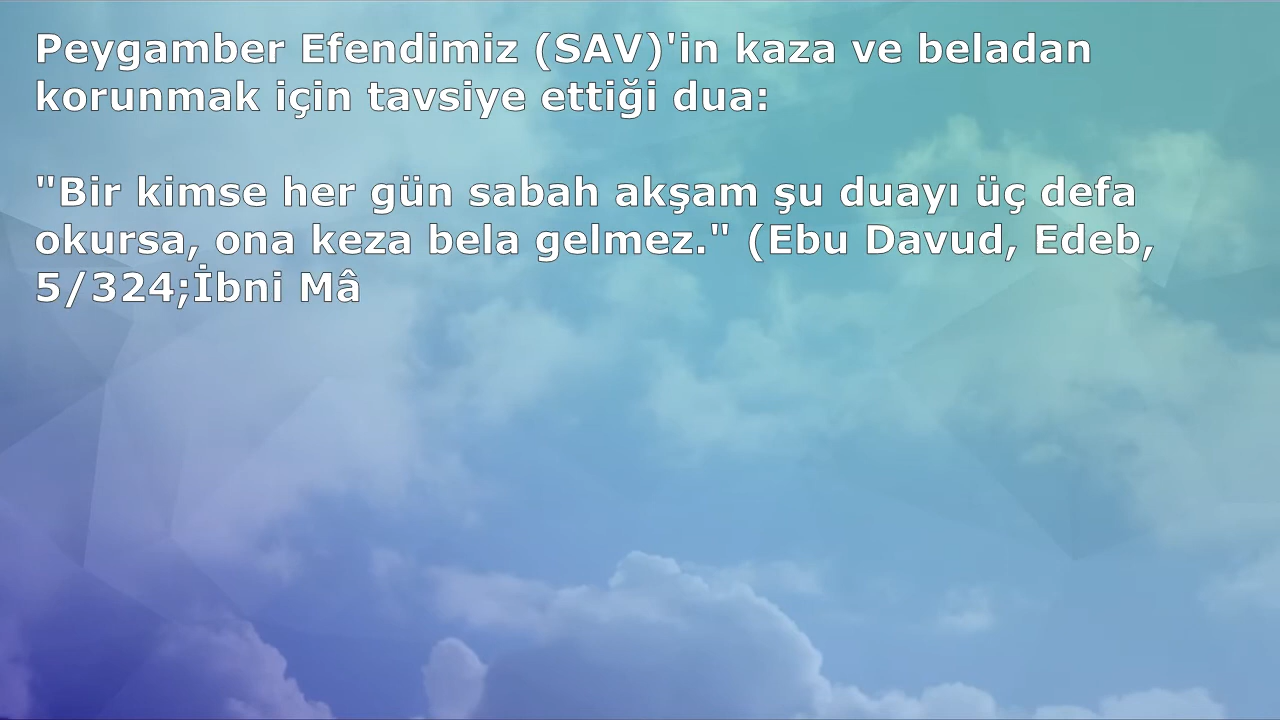 Peygamber Efendimiz (SAV)'in kaza ve beladan
korunmak için tavsiye ettiği dua:
"Bir kimse her gün sabah akşam şu duayı üç defa
okursa, ona keza bela gelmez." (Ebu Davud, Edeb,
5/324;İbni Mâ